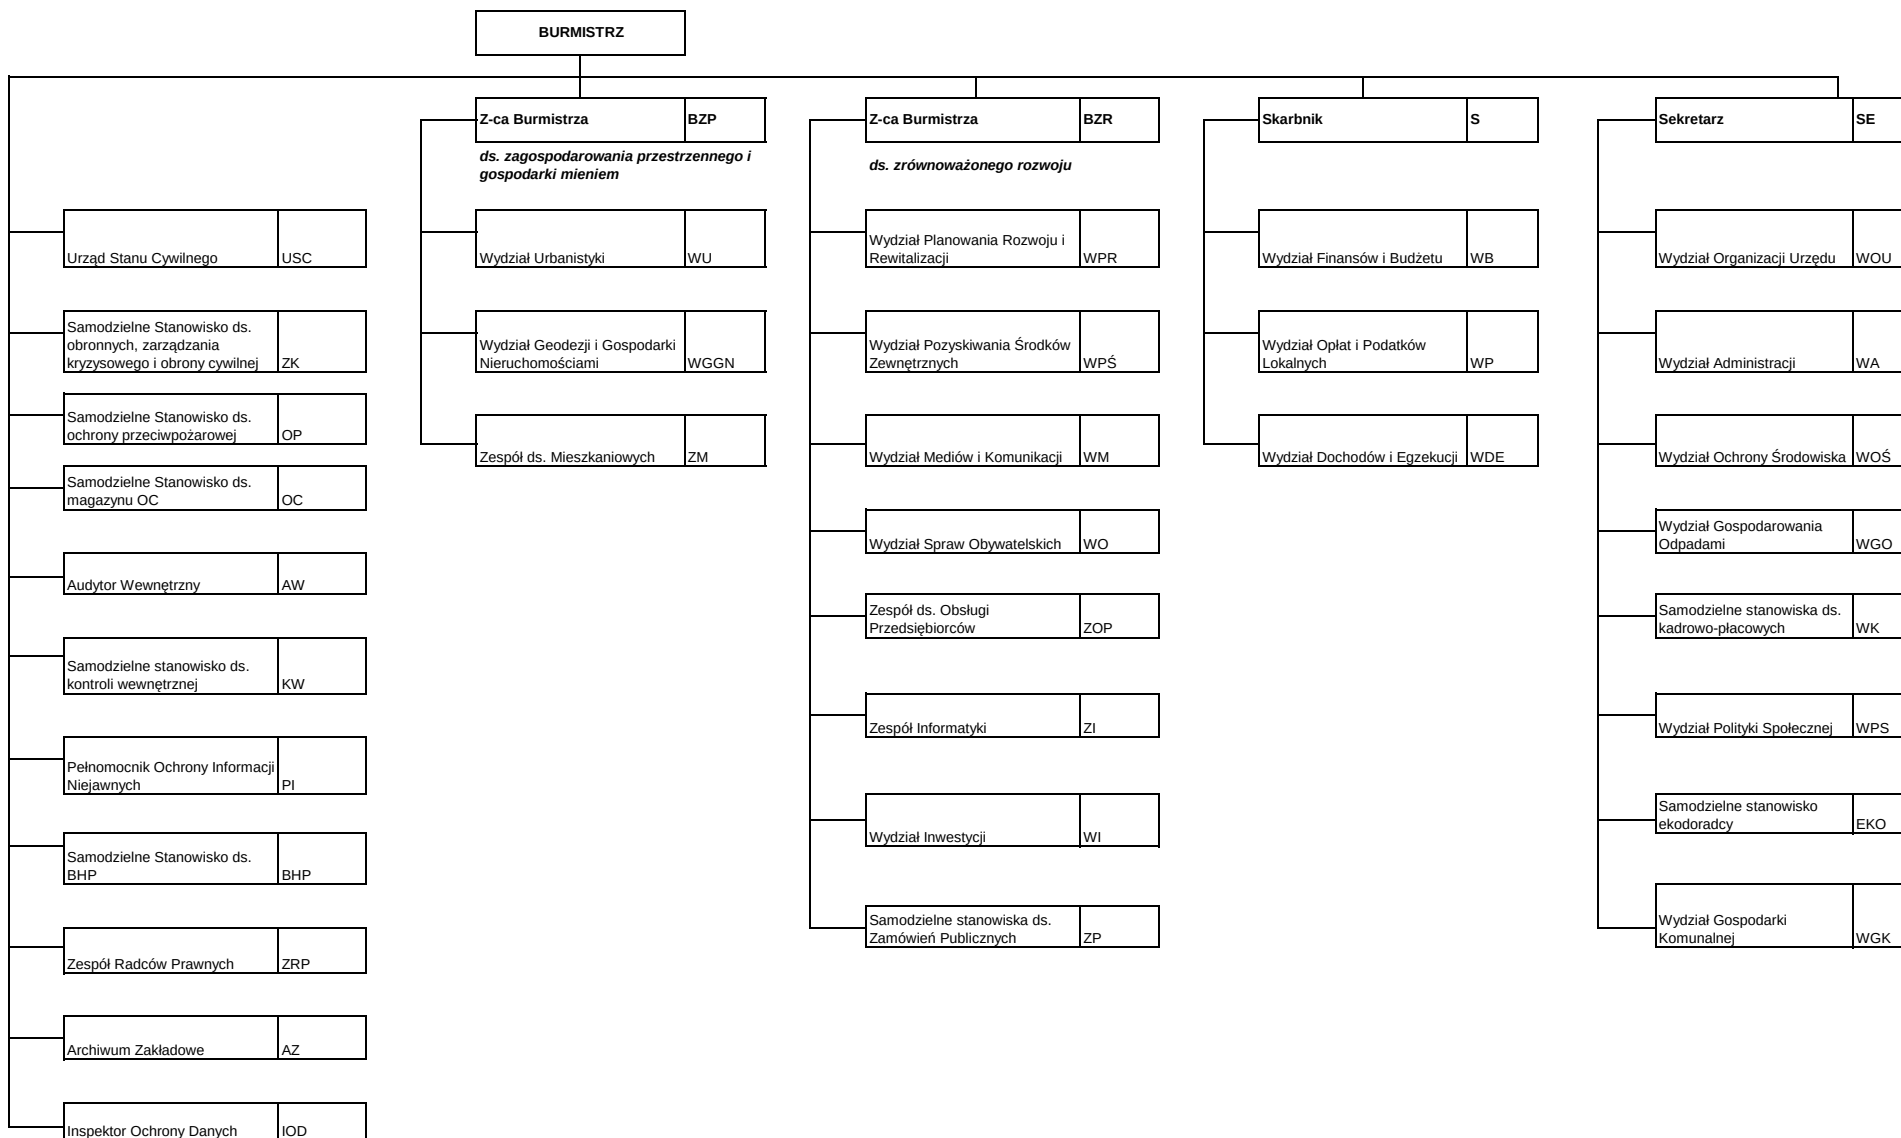 BURMISTRZ
Z-ca Burmistrza BZP
ds. zagospodarowania przestrzennego i
gospodarki mieniem
Z-ca Burmistrza BZR
ds. zrównoważonego rozwoju
Skarbnik S
Sekretarz SE
Urząd Stanu Cywilnego USC
Samodzielne Stanowisko ds.
obronnych, zarządzania
kryzysowego i obrony cywilnej ZK
Samodzielne Stanowisko ds.
ochrony przeciwpożarowej OP
Samodzielne Stanowisko ds.
magazynu OC OC
Audytor Wewnętrzny AW
Samodzielne stanowisko ds.
kontroli wewnętrznej KW
Pełnomocnik Ochrony Informacji
Niejawnych PI
Samodzielne Stanowisko ds.
BHP BHP
Zespół Radców Prawnych ZRP
Archiwum Zakładowe AZ
Inspektor Ochrony Danych IOD
Wydział Urbanistyki WU
Wydział Geodezji i Gospodarki
Nieruchomościami WGGN
Zespół ds. Mieszkaniowych ZM
Wydział Planowania Rozwoju i
Rewitalizacji WPR
Wydział Pozyskiwania Środków
Zewnętrznych WPŚ
Wydział Mediów i Komunikacji WM
Wydział Spraw Obywatelskich WO
Zespół ds. Obsługi
Przedsiębiorców ZOP
Zespół Informatyki ZI
Wydział Inwestycji WI
Samodzielne stanowiska ds.
Zamówień Publicznych ZP
Wydział Finansów i Budżetu WB
Wydział Opłat i Podatków
Lokalnych WP
Wydział Dochodów i Egzekucji WDE
Wydział Organizacji Urzędu WOU
Wydział Administracji WA
Wydział Ochrony Środowiska WOŚ
Wydział Gospodarowania
Odpadami WGO
Samodzielne stanowiska ds.
kadrowo-płacowych WK
Wydział Polityki Społecznej WPS
Samodzielne stanowisko
ekodoradcy EKO
Wydział Gospodarki
Komunalnej WGK